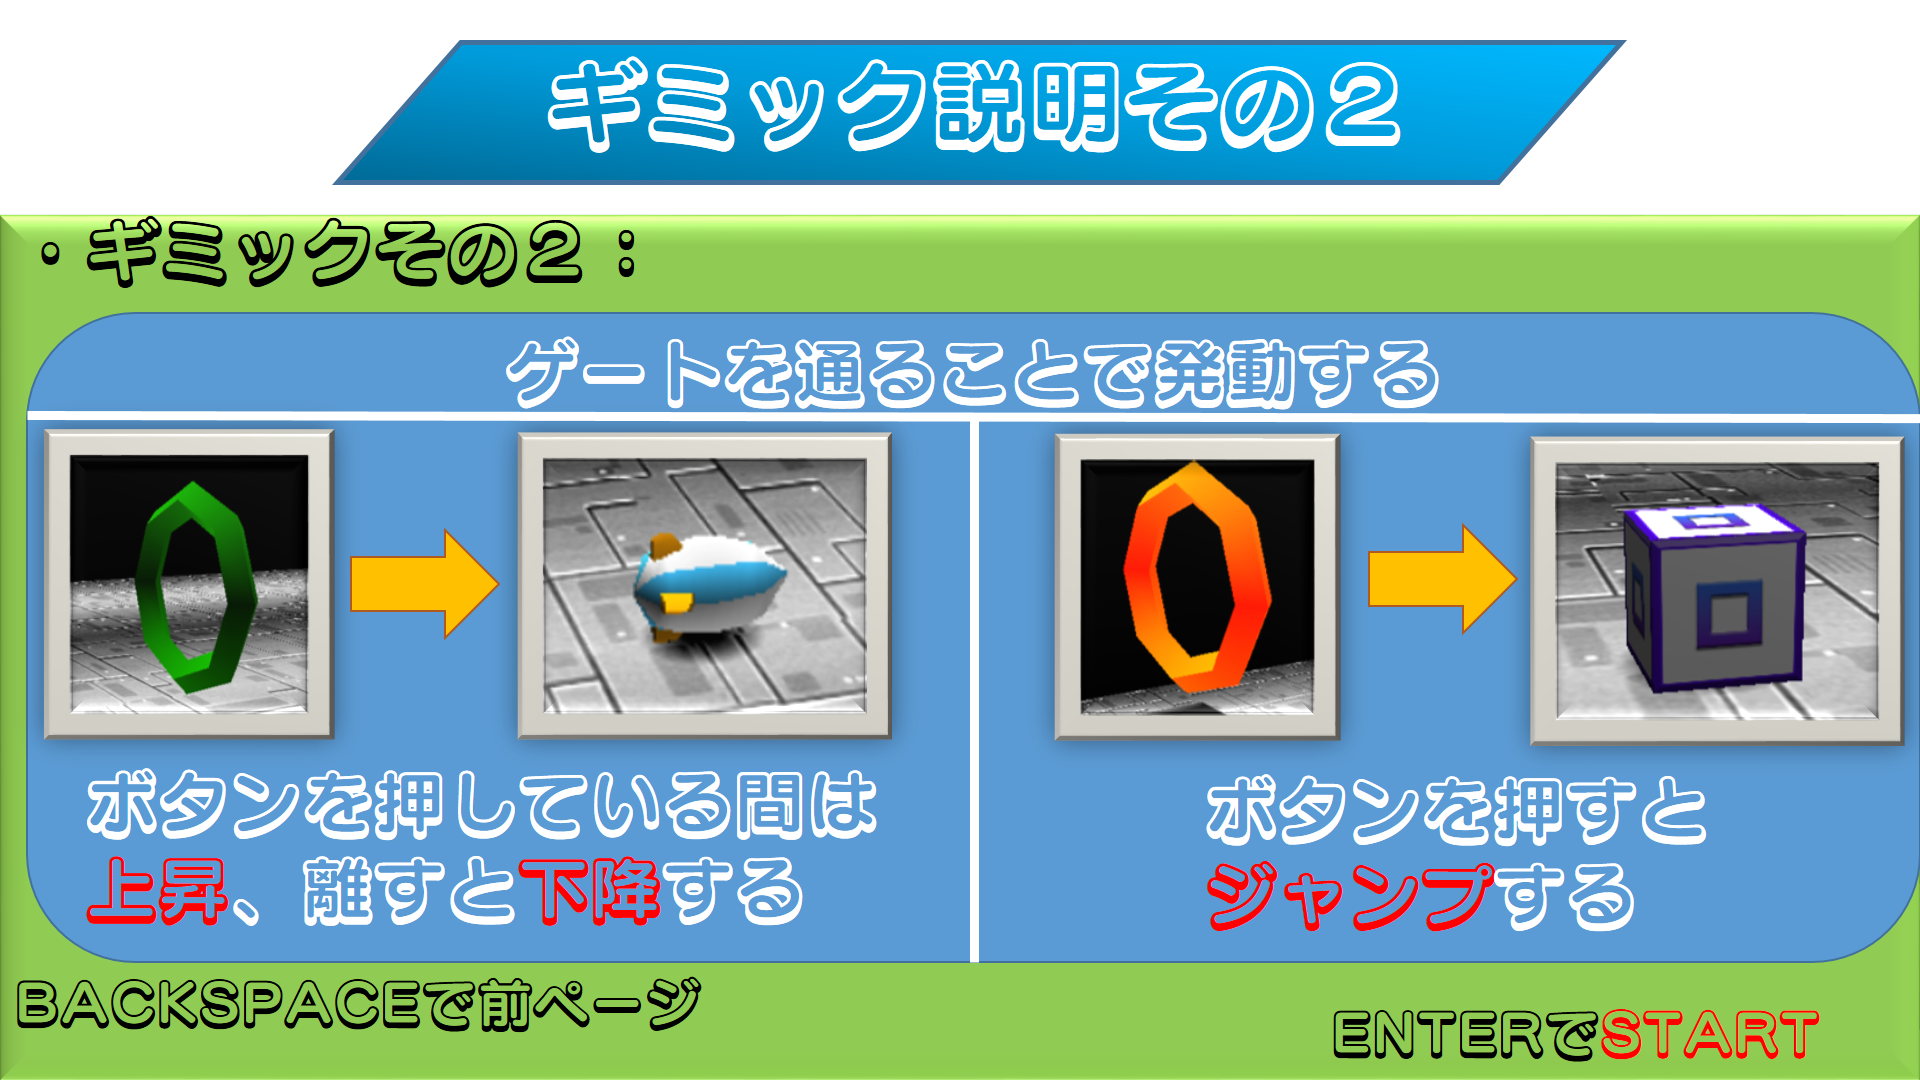 ギミック説明その２
・ギミックその２：
ゲートを通ることで発動する
ボタンを押している間は
上昇、離すと下降する
ボタンを押すと
ジャンプする
BACKSPACEで前ページ
ENTERでSTART